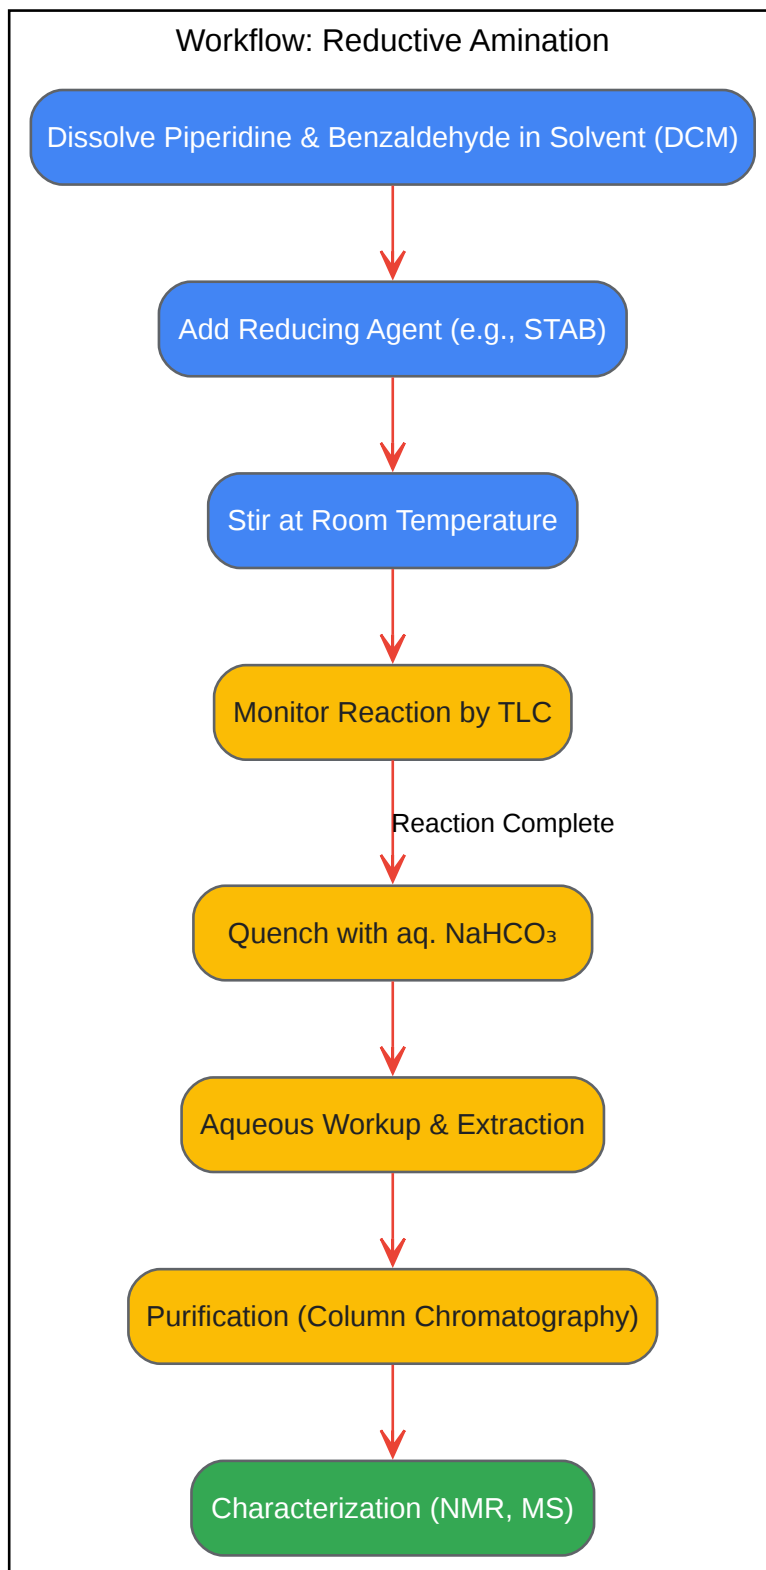 Workflow: Reductive Amination
Dissolve Piperidine & Benzaldehyde in Solvent (DCM)
Add Reducing Agent (e.g., STAB)
Stir at Room Temperature
Monitor Reaction by TLC
Reaction Complete
Quench with aq. NaHCO₃
Aqueous Workup & Extraction
Purification (Column Chromatography)
Characterization (NMR, MS)